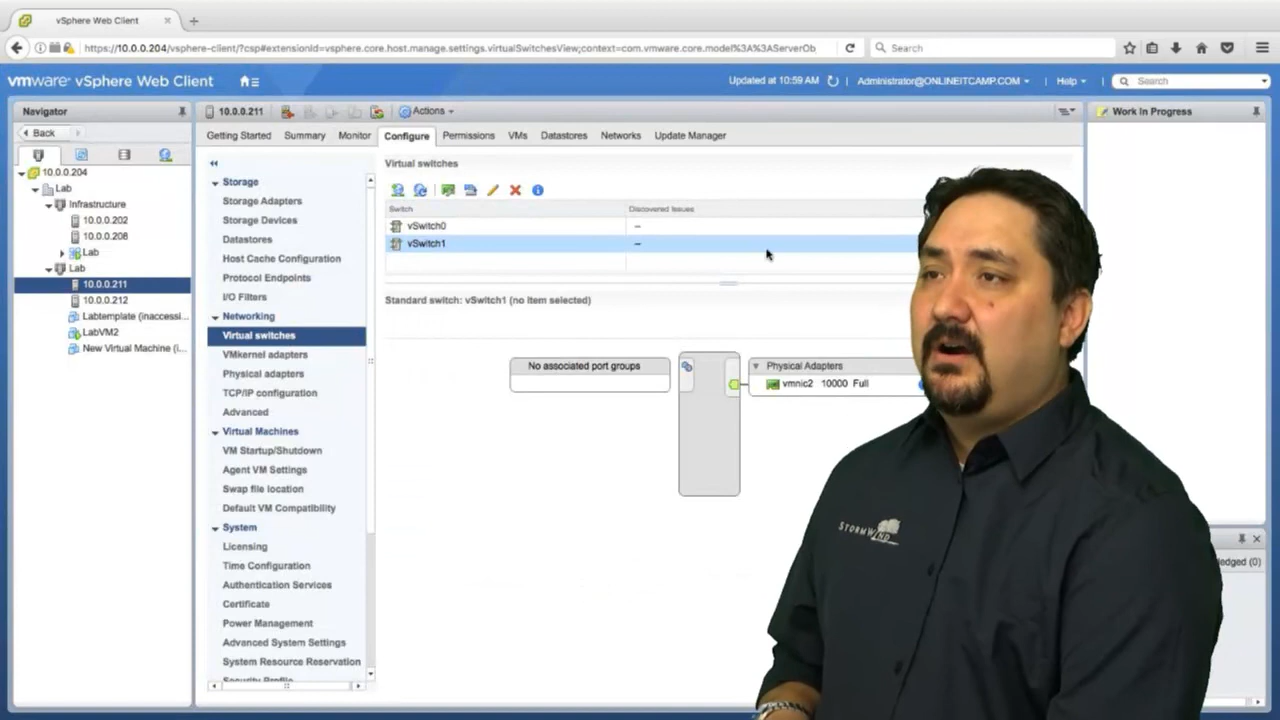 vSphere Web Client
https://10.0.0.204/vsphere-client/?csp#extensionId=vsphere.core.host.manage.settings.virtualSwitchesView;context=com.vmware.core.model%3A%3AServerOb
Search
vmware® vSphere Web Client
Updated at 10:59 AM
Administrator@ONLINEITCAMP.COM
Help
Search
Navigator
10.0.0.211
Actions
Work In Progress
Back
Getting Started Summary Monitor Configure Permissions VMs Datastores Networks Update Manager
10.0.0.204
Lab
Infrastructure
10.0.0.202
10.0.0.208
Lab
Lab
10.0.0.211
10.0.0.212
Labtemplate (inaccessi...
LabVM2
New Virtual Machine (i...
Storage
Storage Adapters
Storage Devices
Datastores
Host Cache Configuration
Protocol Endpoints
I/O Filters
Networking
Virtual switches
VMkernel adapters
Physical adapters
TCP/IP configuration
Advanced
Virtual Machines
VM Startup/Shutdown
Agent VM Settings
Swap file location
Default VM Compatibility
System
Licensing
Time Configuration
Authentication Services
Certificate
Power Management
Advanced System Settings
System Resource Reservation
Security Profile
Virtual switches
Switch Discovered Issues
vSwitch0 --
vSwitch1 --
Standard switch: vSwitch1 (no item selected)
No associated port groups
Physical Adapters
vmnic2 10000 Full
STORMWIND
ledged (0)